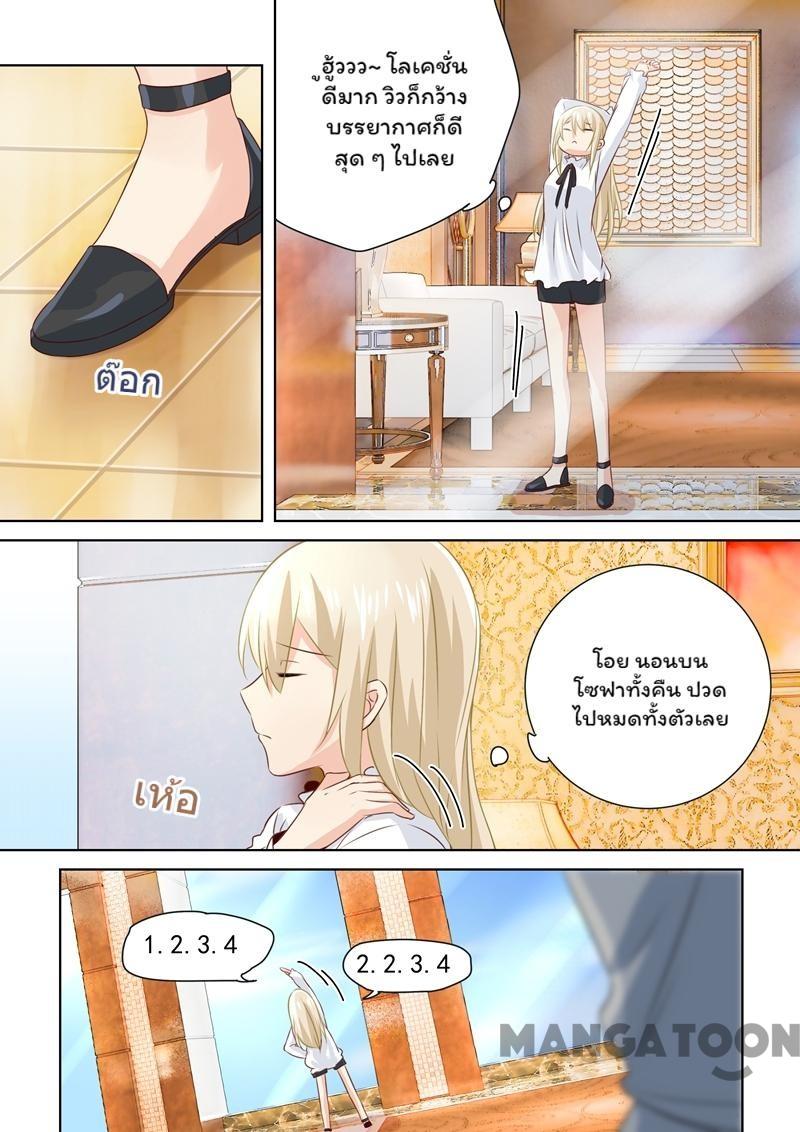 ฺูฮู้ววว~ โลเคชั่น
ดีมาก วิวก็กว้าง
บรรยากาศก็ดี
สุด ๆ ไปเลย
ต๊อก
โอย นอนบน
โซฟาทั้งคืน ปวด
ไปหมดทั้งตัวเลย
เห้อ
1.2.3.4
2.2.3.4
MANGATOON